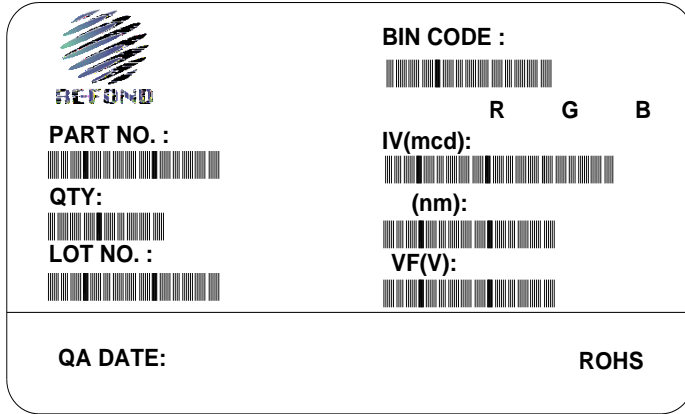 REFOND
BIN CODE :
R G B
PART NO. :
IV(mcd):
QTY:
(nm):
LOT NO. :
VF(V):
QA DATE:
ROHS